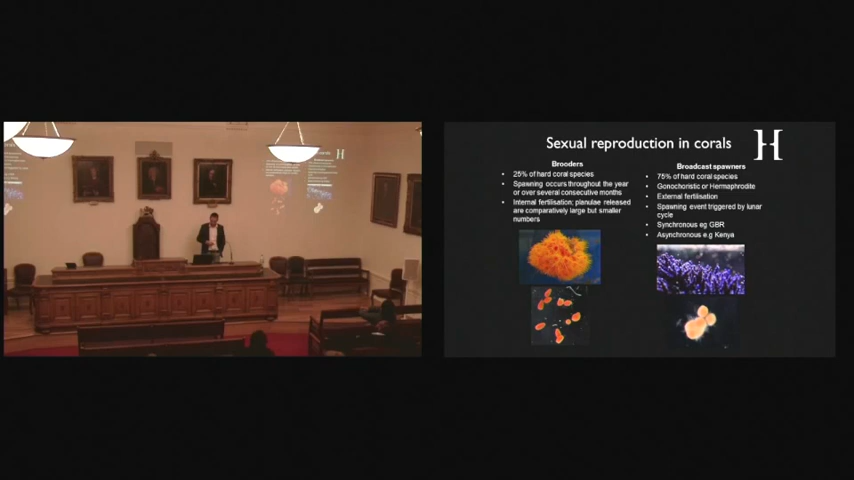 Sexual reproduction in corals
H
Brooders
• 25% of hard coral species
• Spawning occurs throughout the year
or over several consecutive months
• Internal fertilisation; planulae released
are comparatively large but smaller
numbers
Broadcast spawners
• 75% of hard coral species
• Gonochoristic or Hermaphrodite
• External fertilisation
• Spawning event triggered by lunar
cycle
• Synchronous eg GBR
• Asynchronous e.g Kenya